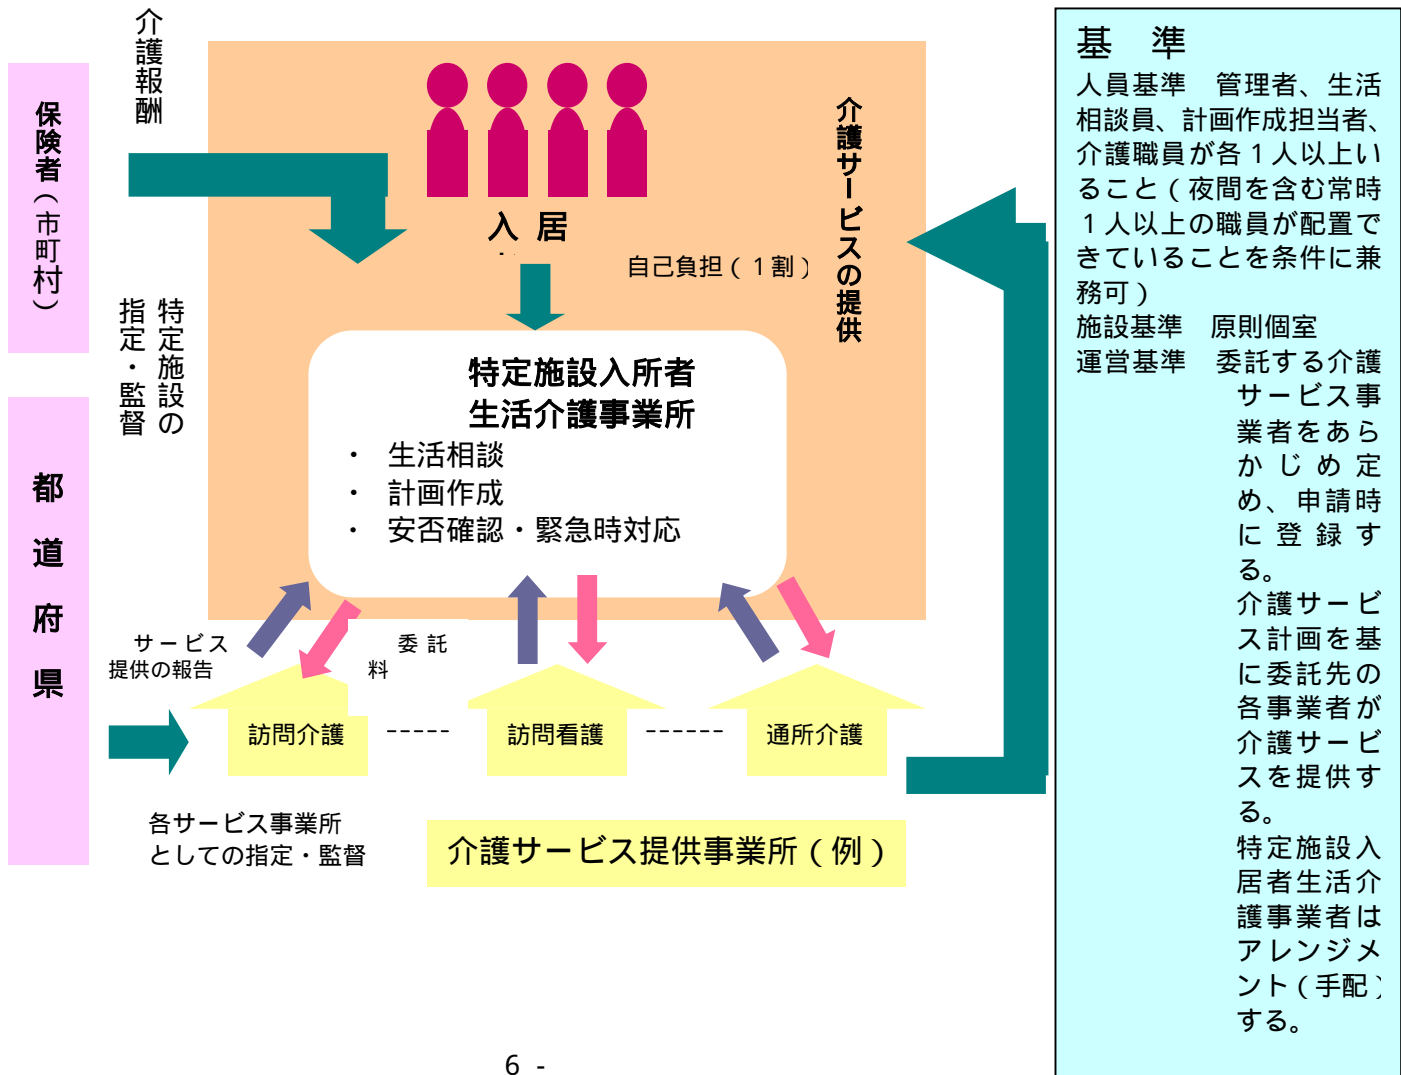 介護報酬
保険者（市町村）
特定施設の
指定・監督
都道府県
入 居
自己負担（１割）
介護サービスの提供
特定施設入所者
生活介護事業所
・ 生活相談
・ 計画作成
・ 安否確認・緊急時対応
サービス
提供の報告
委 託
料
訪問介護 ----- 訪問看護 ------ 通所介護
各サービス事業所
としての指定・監督
介護サービス提供事業所（例）
基 準
人員基準 管理者、生活
相談員、計画作成担当者、
介護職員が各１人以上い
ること（夜間を含む常時
１人以上の職員が配置で
きていることを条件に兼
務可）
施設基準 原則個室
運営基準 委託する介護
サービス事
業者をあら
かじめ定
め、申請時
に登録す
る。
介護サービ
ス計画を基
に委託先の
各事業者が
介護サービ
スを提供す
る。
特定施設入
居者生活介
護事業者は
アレンジメ
ント（手配）
する。
6 -